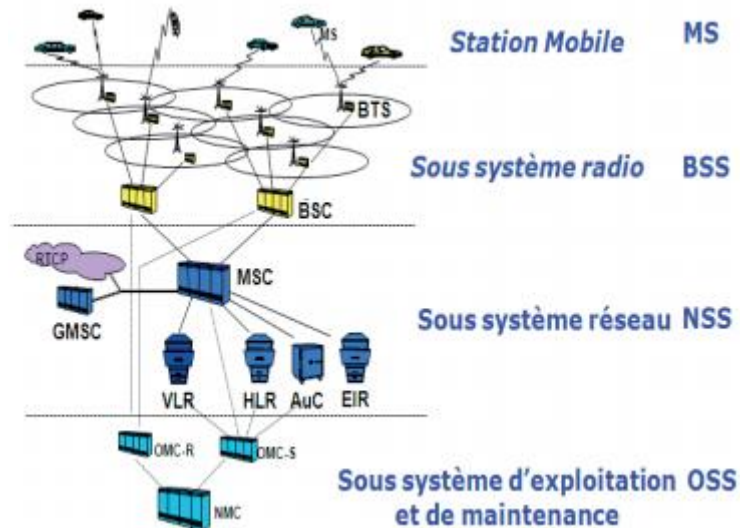 MS
Station Mobile MS
BTS
Sous système radio BSS
BSC
RTCP
MSC
GMSC
Sous système réseau NSS
VLR HLR AuC EIR
OMC-R OMC-S
NMC
Sous système d'exploitation OSS
et de maintenance